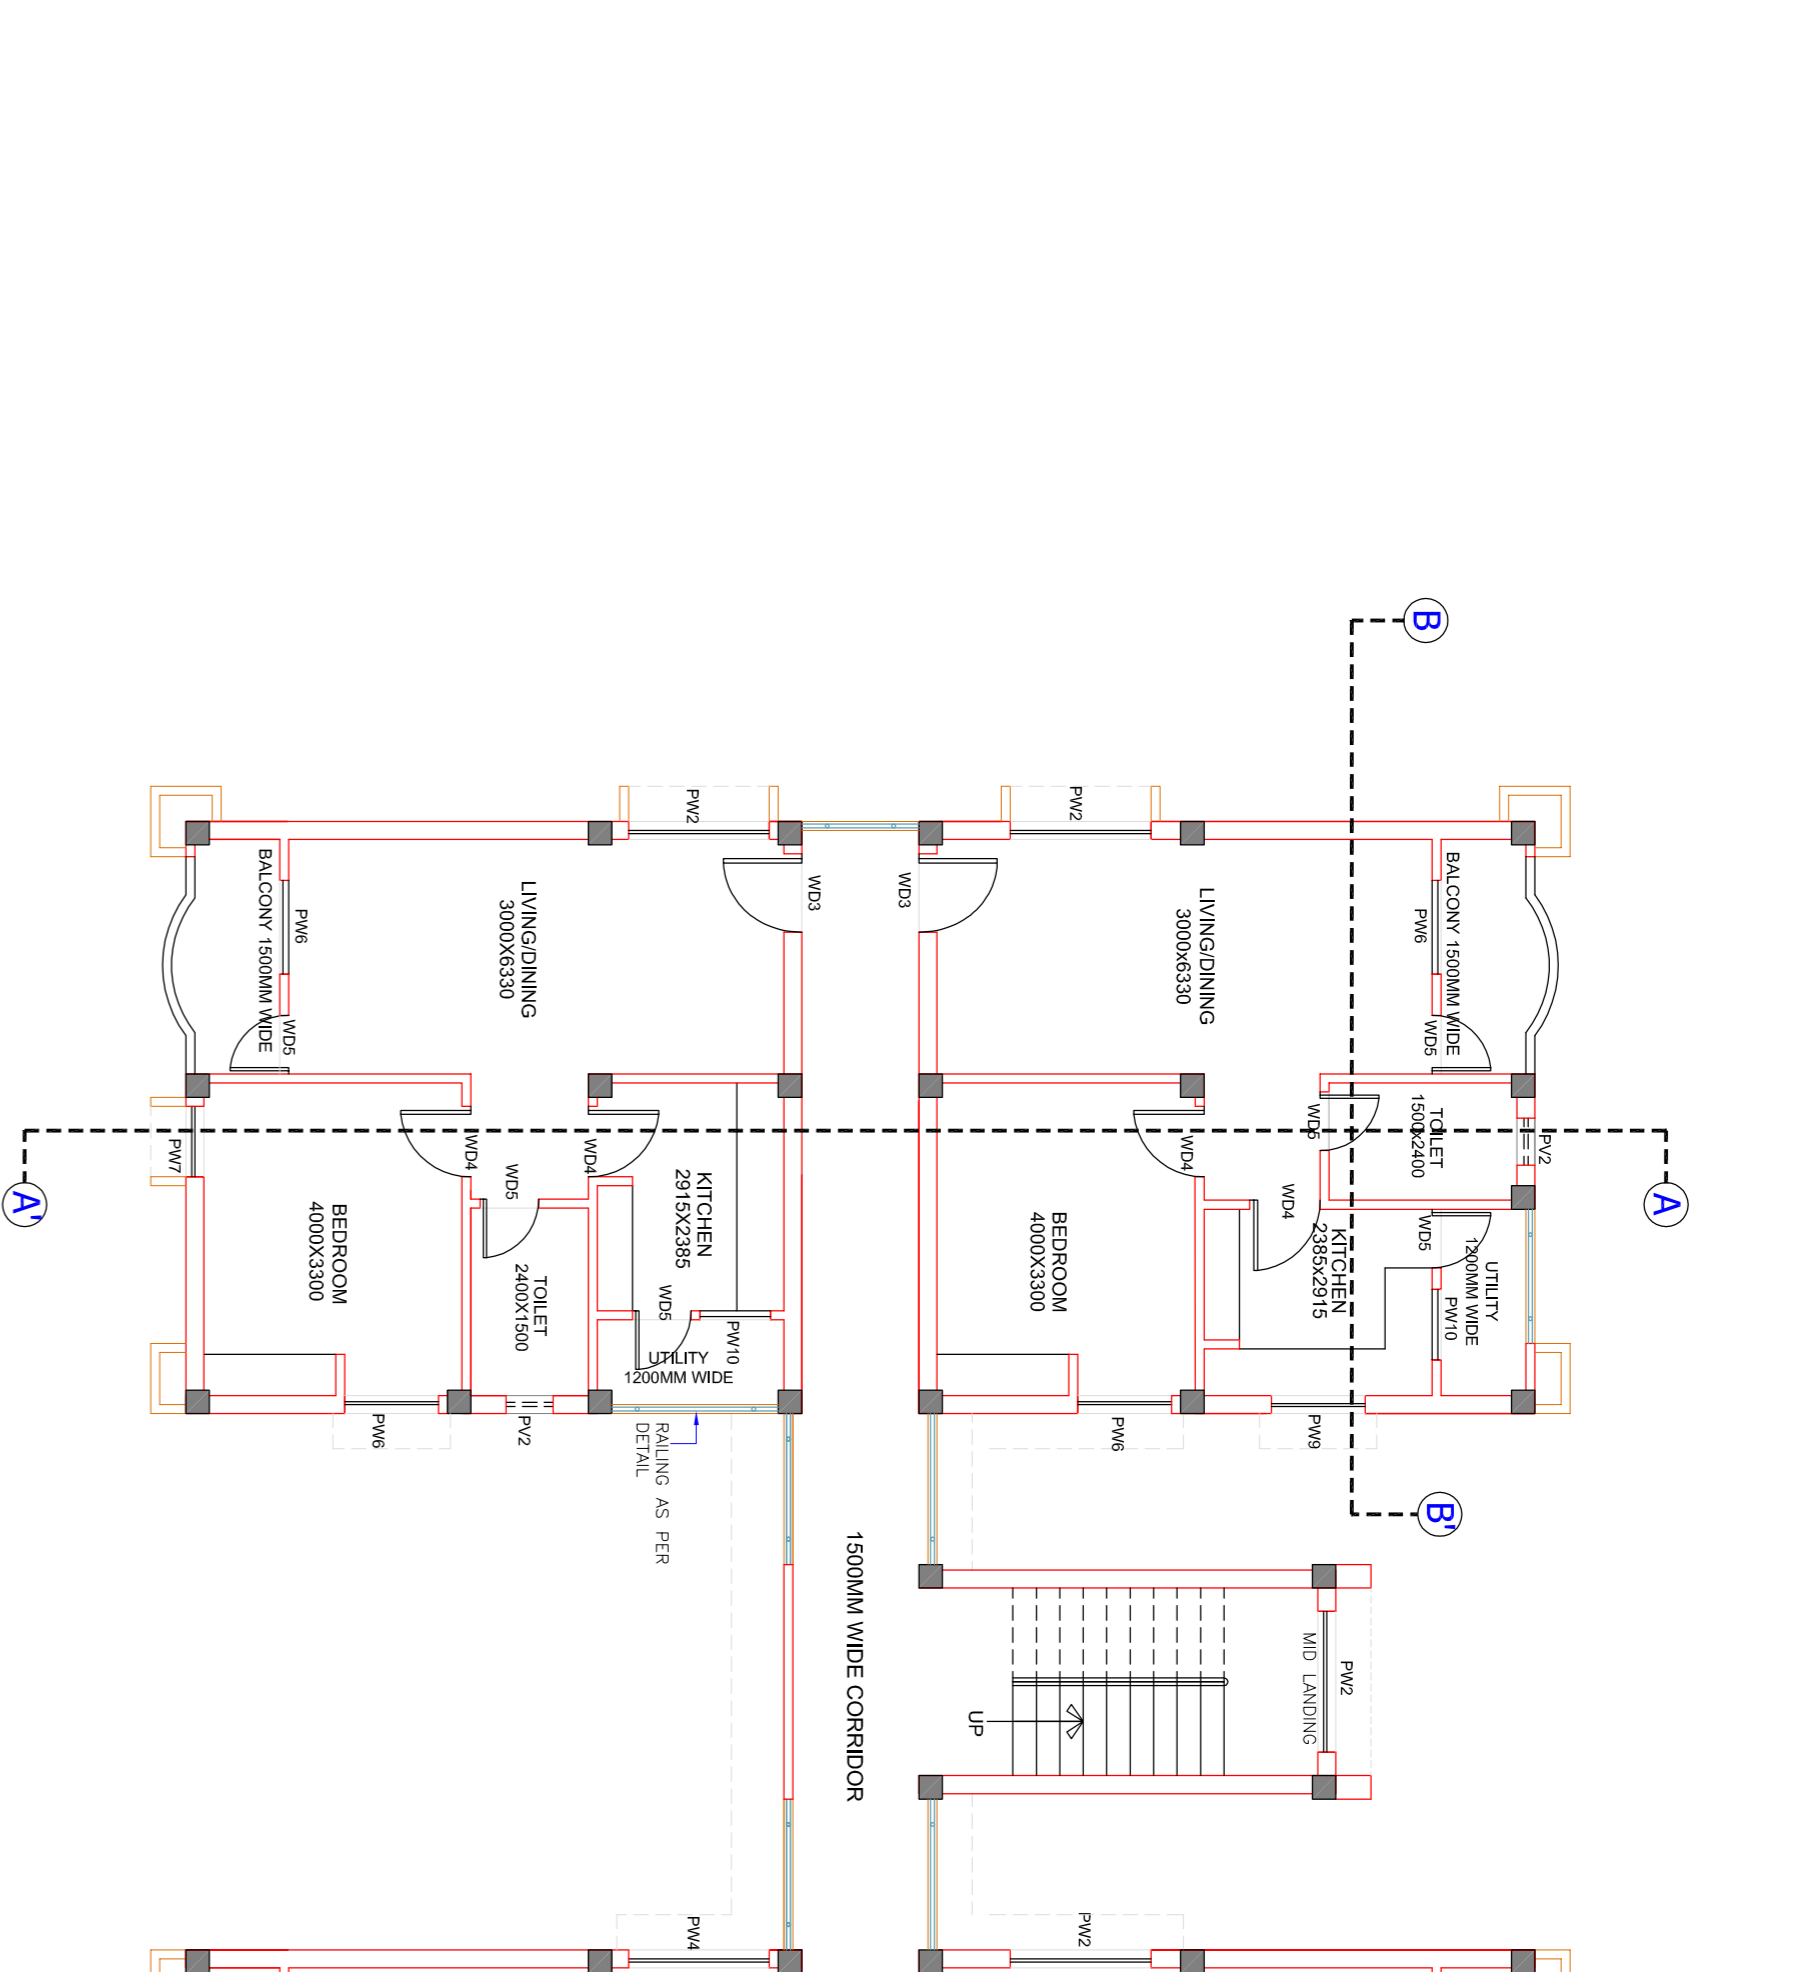 B
PW2
PW2
BALCONY 1500MM WIDE
PW6
LIVING/DINING
3000X6330
WD3
WD3
LIVING/DINING
3000x6330
PW6
BALCONY 1500MM WIDE
WD5
WD5
A'
PW7
WD4
WD5
WD4
KITCHEN
2915X2385
WD4
WD5
TOILET
1500x2400
PV2
A
BEDROOM
4000X3300
BEDROOM
4000X3300
WD4
KITCHEN
2385x2915
WD5
UTILITY
1200MM WIDE
PW10
TOILET
2400X1500
WD5
PW10
UTILITY
1200MM WIDE
PW6
PV2
RAILING AS PER
DETAIL
PW6
PW9
B'
1500MM WIDE CORRIDOR
UP
MID LANDING
PW2
PW4
PW2